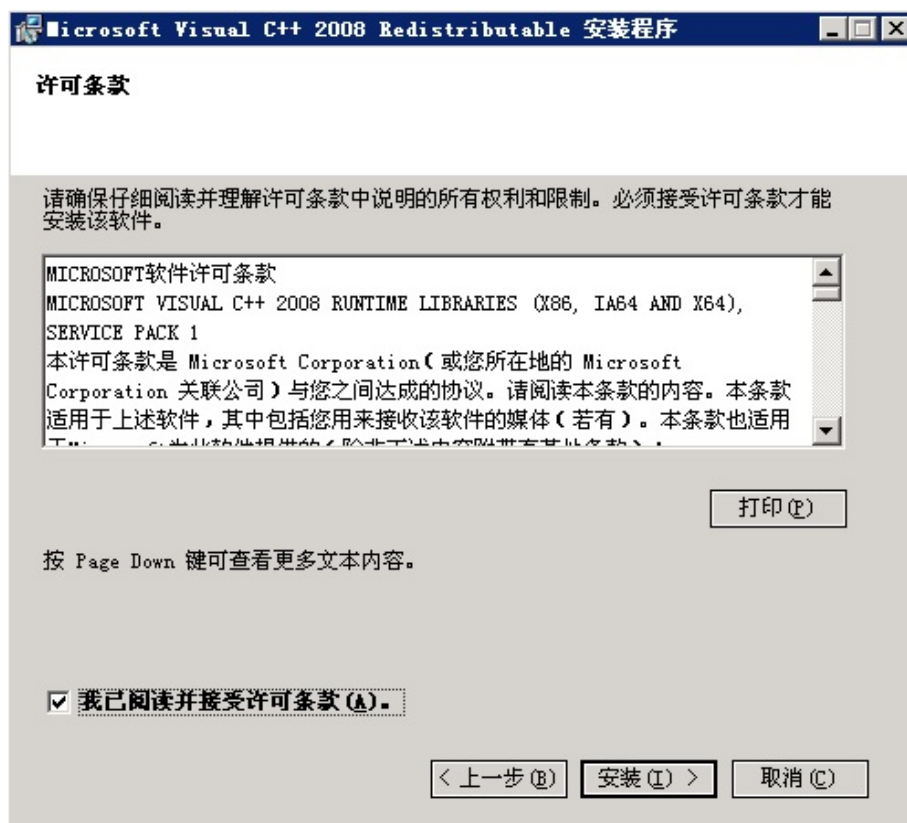 Microsoft Visual C++ 2008 Redistributable 安装程序
许可条款
请确保仔细阅读并理解许可条款中说明的所有权利和限制。必须接受许可条款才能
安装该软件。
MICROSOFT软件许可条款
MICROSOFT VISUAL C++ 2008 RUNTIME LIBRARIES (X86, IA64 AND X64),
SERVICE PACK 1
本许可条款是 Microsoft Corporation(或您所在地的 Microsoft
Corporation 关联公司)与您之间达成的协议。请阅读本条款的内容。本条款
适用于上述软件,其中包括您用来接收该软件的媒体(若有)。本条款也适用
打印(P)
按 Page Down 键可查看更多文本内容。
我已阅读并接受许可条款(A)。
< 上一步(B)
安装(I) >
取消(C)